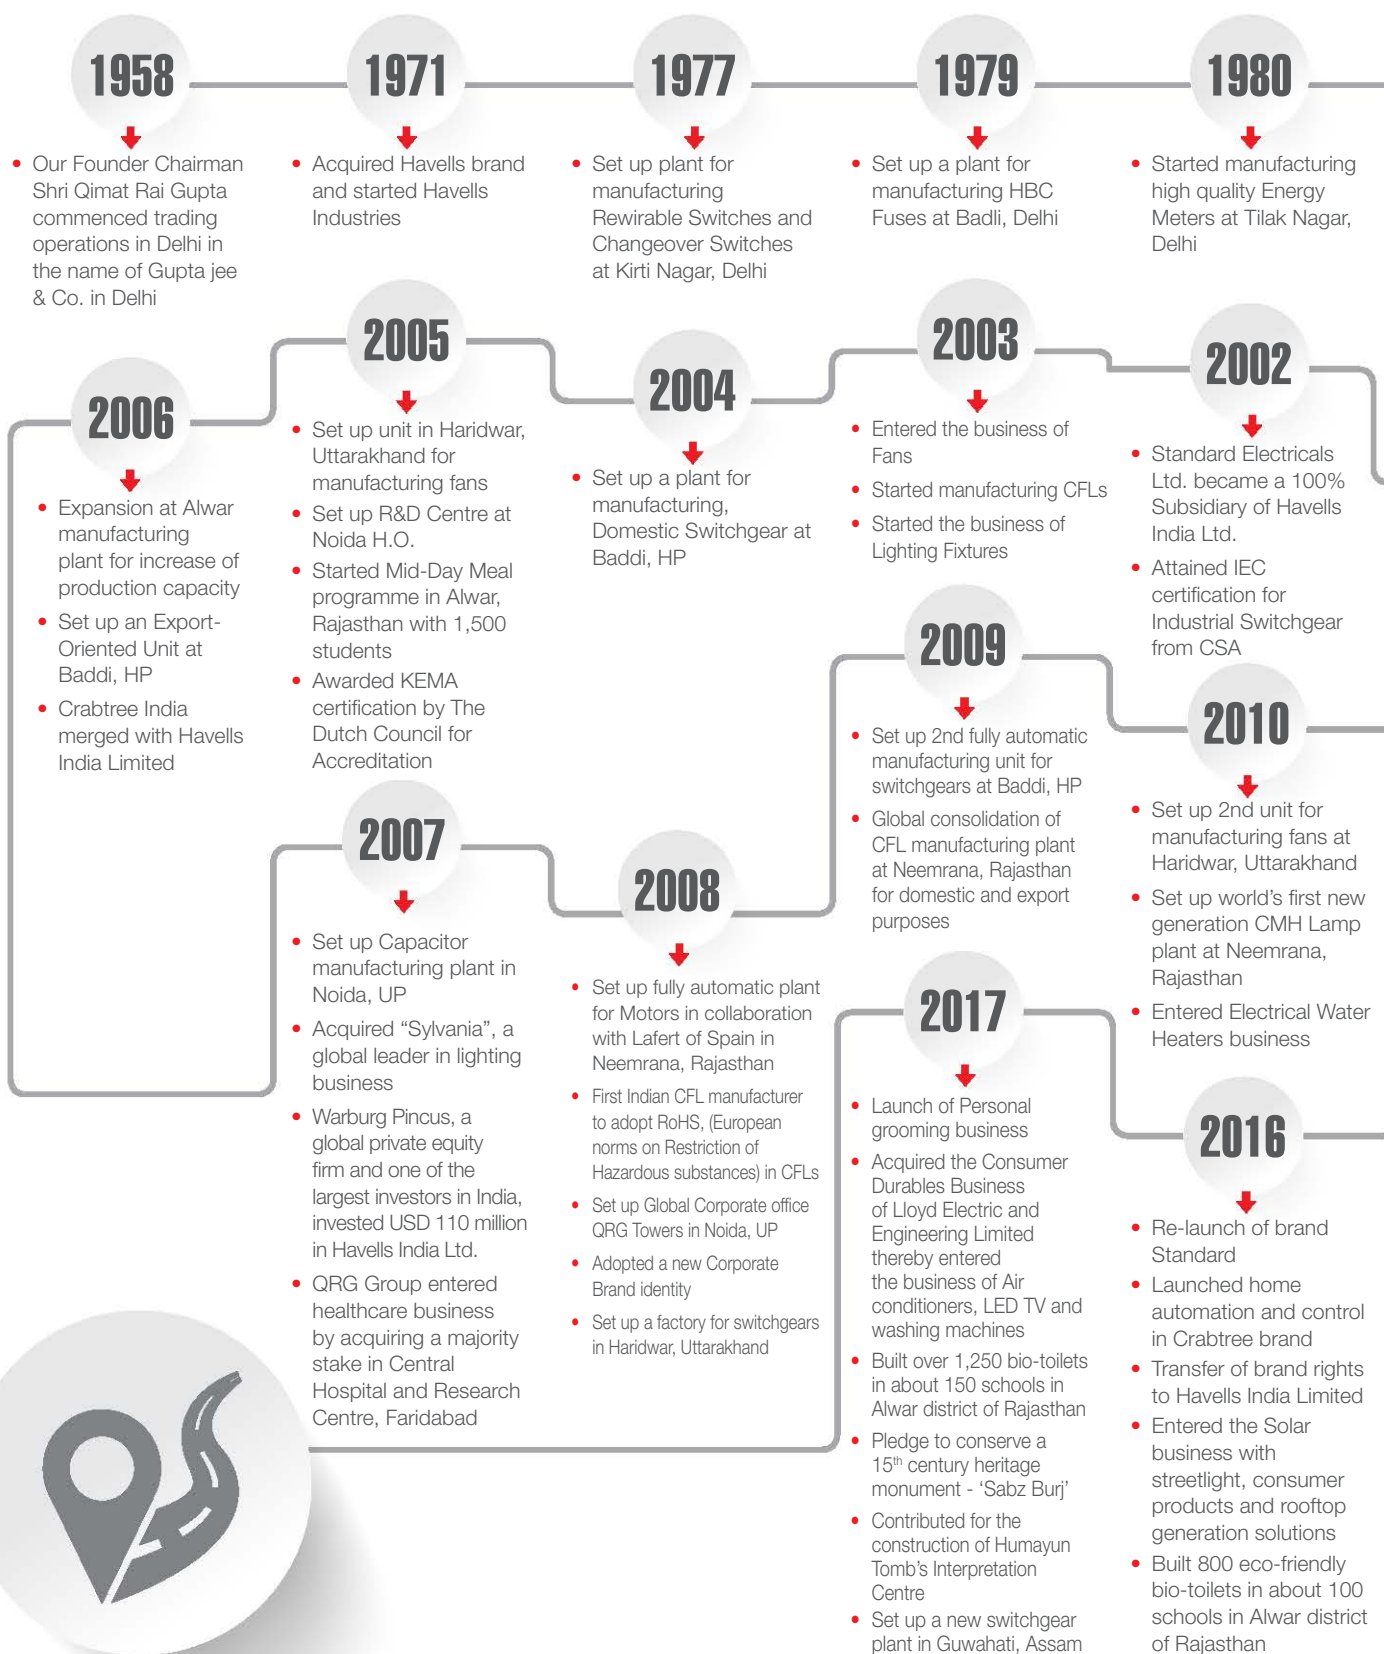 1958
Our Founder Chairman
Shri Qimat Rai Gupta
commenced trading
operations in Delhi in
the name of Gupta jee
& Co. in Delhi
1971
Acquired Havells brand
and started Havells
Industries
1977
Set up plant for
manufacturing
Rewirable Switches and
Changeover Switches
at Kirti Nagar, Delhi
1979
Set up a plant for
manufacturing HBC
Fuses at Badli, Delhi
1980
Started manufacturing
high quality Energy
Meters at Tilak Nagar,
Delhi
2002
Standard Electricals
Ltd. became a 100%
Subsidiary of Havells
India Ltd.
Attained IEC
certification for
Industrial Switchgear
from CSA
2003
Entered the business of
Fans
Started manufacturing CFLs
Started the business of
Lighting Fixtures
2004
Set up a plant for
manufacturing,
Domestic Switchgear at
Baddi, HP
2005
Set up unit in Haridwar,
Uttarakhand for
manufacturing fans
Set up R&D Centre at
Noida H.O.
Started Mid-Day Meal
programme in Alwar,
Rajasthan with 1,500
students
Awarded KEMA
certification by The
Dutch Council for
Accreditation
2006
Expansion at Alwar
manufacturing
plant for increase of
production capacity
Set up an Export-
Oriented Unit at
Baddi, HP
Crabtree India
merged with Havells
India Limited
2007
Set up Capacitor
manufacturing plant in
Noida, UP
Acquired “Sylvania”, a
global leader in lighting
business
Warburg Pincus, a
global private equity
firm and one of the
largest investors in India,
invested USD 110 million
in Havells India Ltd.
QRG Group entered
healthcare business
by acquiring a majority
stake in Central
Hospital and Research
Centre, Faridabad
2008
Set up fully automatic plant
for Motors in collaboration
with Lafert of Spain in
Neemrana, Rajasthan
First Indian CFL manufacturer
to adopt RoHS, (European
norms on Restriction of
Hazardous substances) in CFLs
Set up Global Corporate office
QRG Towers in Noida, UP
Adopted a new Corporate
Brand identity
Set up a factory for switchgears
in Haridwar, Uttarakhand
2009
Set up 2nd fully automatic
manufacturing unit for
switchgears at Baddi, HP
Global consolidation of
CFL manufacturing plant
at Neemrana, Rajasthan
for domestic and export
purposes
2010
Set up 2nd unit for
manufacturing fans at
Haridwar, Uttarakhand
Set up world’s first new
generation CMH Lamp
plant at Neemrana,
Rajasthan
Entered Electrical Water
Heaters business
2016
Re-launch of brand
Standard
Launched home
automation and control
in Crabtree brand
Transfer of brand rights
to Havells India Limited
Entered the Solar
business with
streetlight, consumer
products and rooftop
generation solutions
Built 800 eco-friendly
bio-toilets in about 100
schools in Alwar district
of Rajasthan
2017
Launch of Personal
grooming business
Acquired the Consumer
Durables Business
of Lloyd Electric and
Engineering Limited
thereby entered
the business of Air
conditioners, LED TV and
washing machines
Built over 1,250 bio-toilets
in about 150 schools in
Alwar district of Rajasthan
Pledge to conserve a
15th century heritage
monument - ‘Sabz Burj’
Contributed for the
construction of Humayun
Tomb’s Interpretation
Centre
Set up a new switchgear
plant in Guwahati, Assam